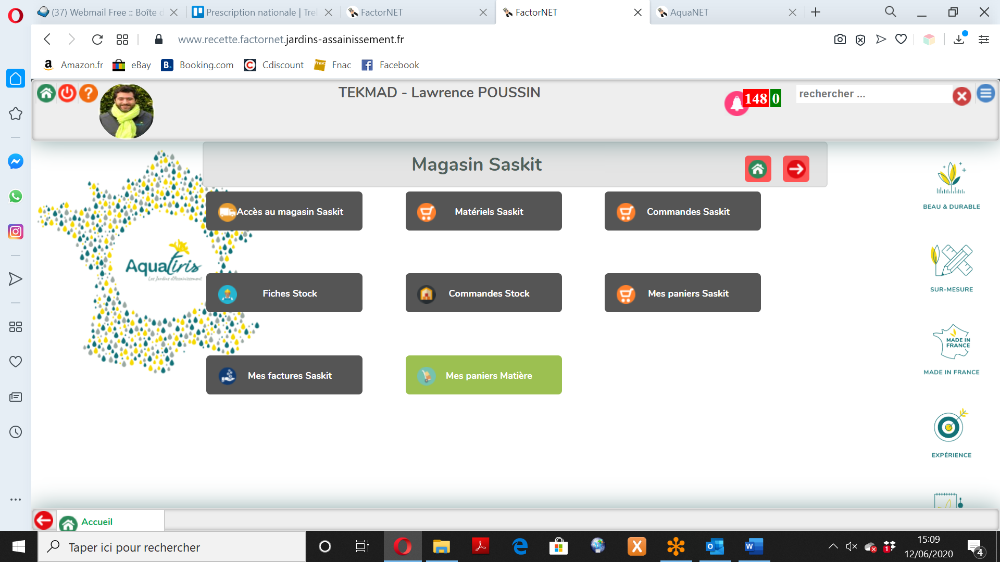 (37) Webmail Free :: Boîte d
Prescription nationale | Trel
FactorNET
FactorNET
AquaNET
www.recette.factornet.jardins-assainissement.fr
Amazon.fr
eBay
Booking.com
Cdiscount
Fnac
Facebook
TEKMAD - Lawrence POUSSIN
148 0
rechercher ...
Magasin Saskit
Accès au magasin Saskit
Matériels Saskit
Commandes Saskit
Fiches Stock
Commandes Stock
Mes paniers Saskit
Mes factures Saskit
Mes paniers Matière
Aquatiris
Les Jardins d'Assainissement
BEAU & DURABLE
SUR-MESURE
MADE IN
FRANCE
MADE IN FRANCE
EXPÉRIENCE
Accueil
Taper ici pour rechercher
15:09
12/06/2020
4
1